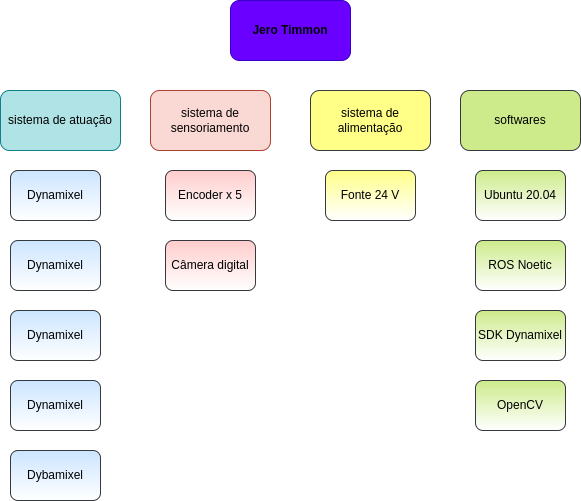 Jero Timmon
sistema de atuação
sistema de
sensoriamento
sistema de
alimentação
softwares
Dynamixel
Encoder x 5
Fonte 24 V
Ubuntu 20.04
Dynamixel
Câmera digital
ROS Noetic
Dynamixel
SDK Dynamixel
Dynamixel
OpenCV
Dybamixel